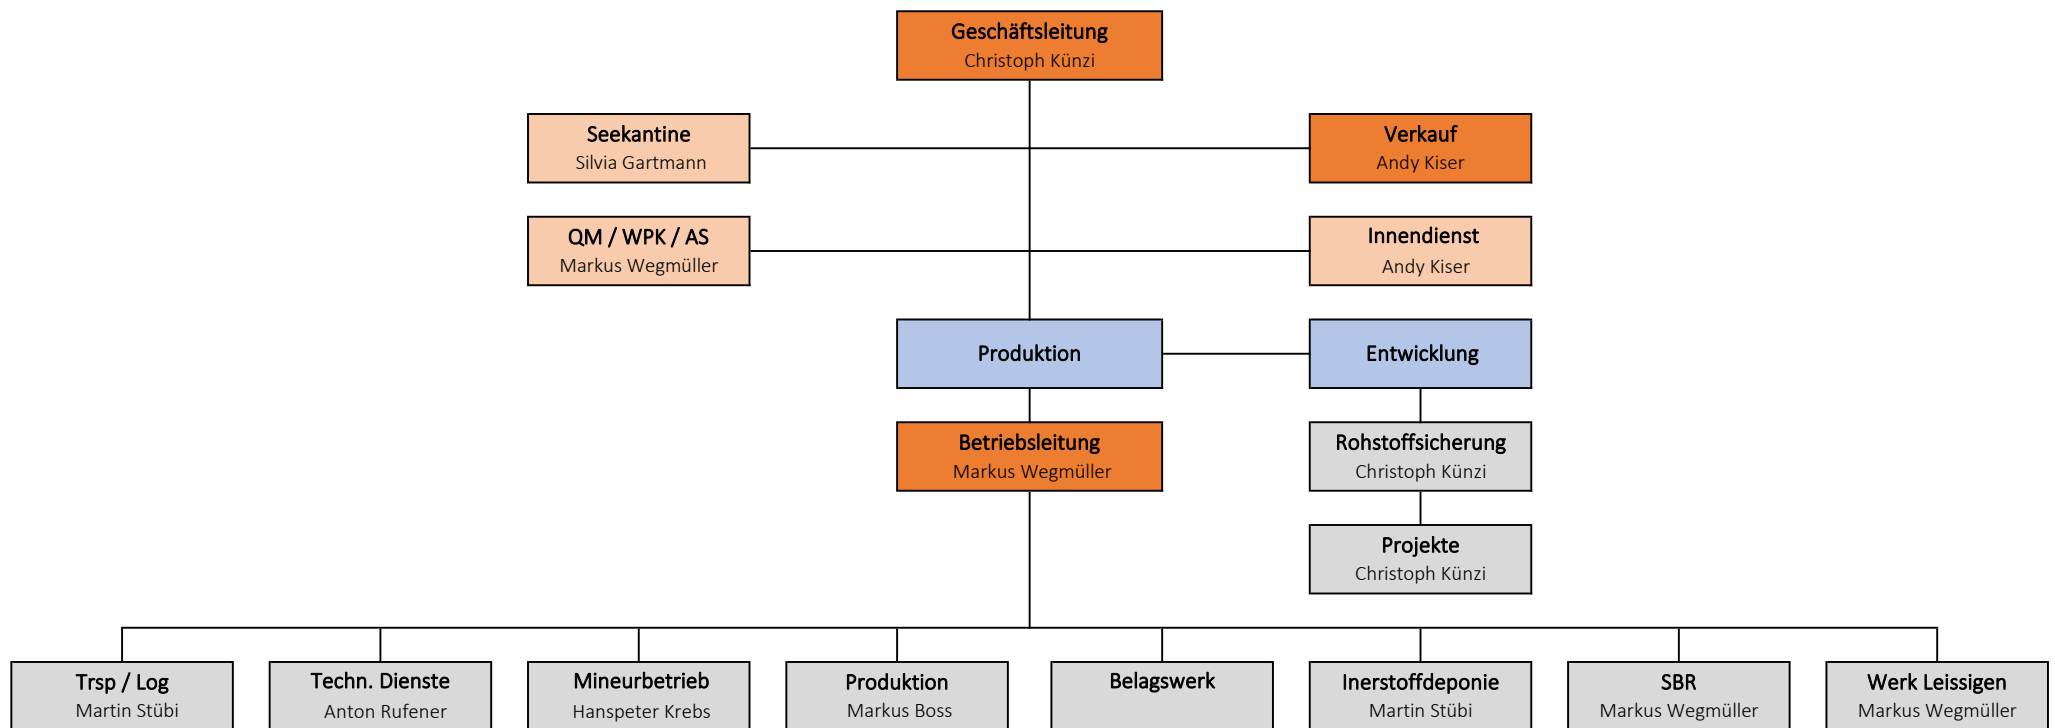 Geschäftsleitung
Christoph Künzi
Seekantine
Silvia Gartmann
Verkauf
Andy Kiser
QM / WPK / AS
Markus Wegmüller
Innendienst
Andy Kiser
Produktion
Entwicklung
Betriebsleitung
Markus Wegmüller
Rohstoffsicherung
Christoph Künzi
Projekte
Christoph Künzi
Trsp / Log
Martin Stübi
Techn. Dienste
Anton Rufener
Mineurbetrieb
Hanspeter Krebs
Produktion
Markus Boss
Belagswerk
Inerstoffdeponie
Martin Stübi
SBR
Markus Wegmüller
Werk Leissigen
Markus Wegmüller